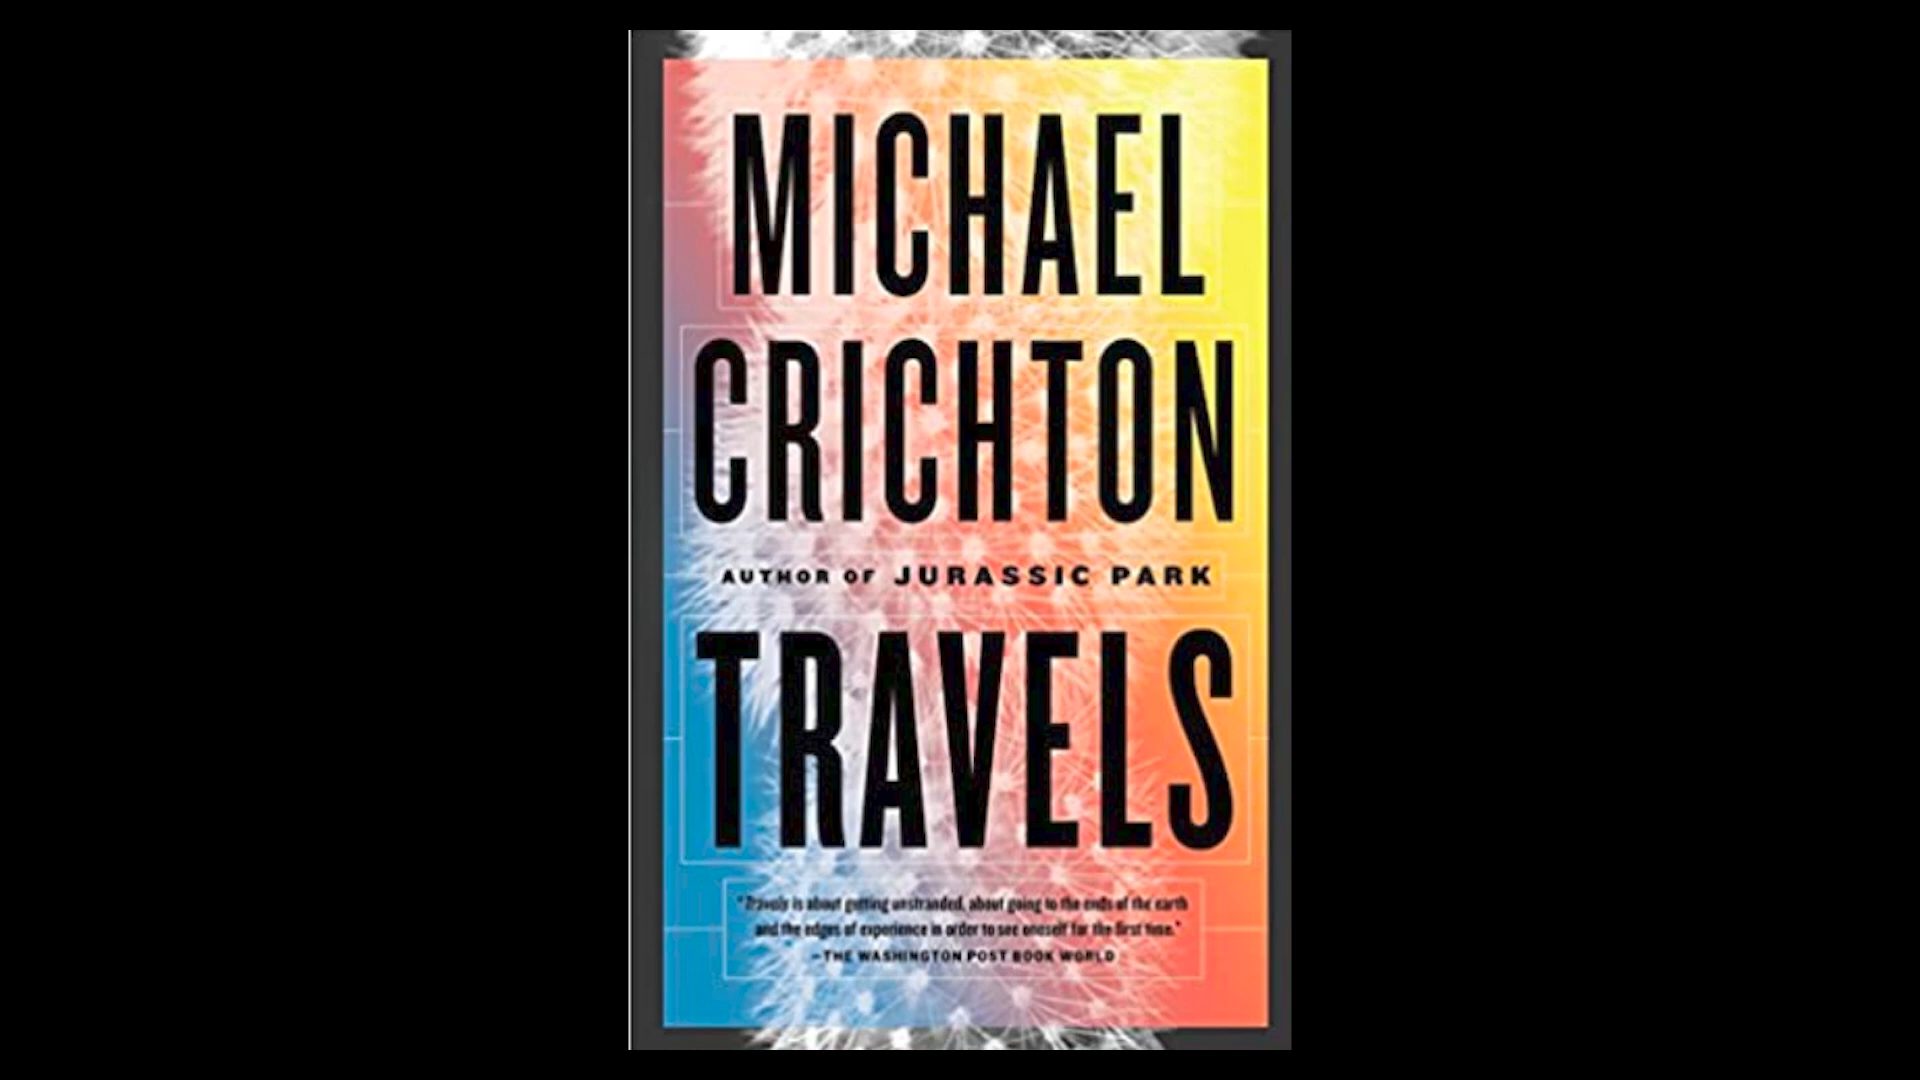 MICHAEL
CRICHTON
AUTHOR OF JURASSIC PARK
TRAVELS
"Travels is about getting unstranded, about going to the ends of the earth
and the edges of experience in order to see oneself for the first time."
–THE WASHINGTON POST BOOK WORLD